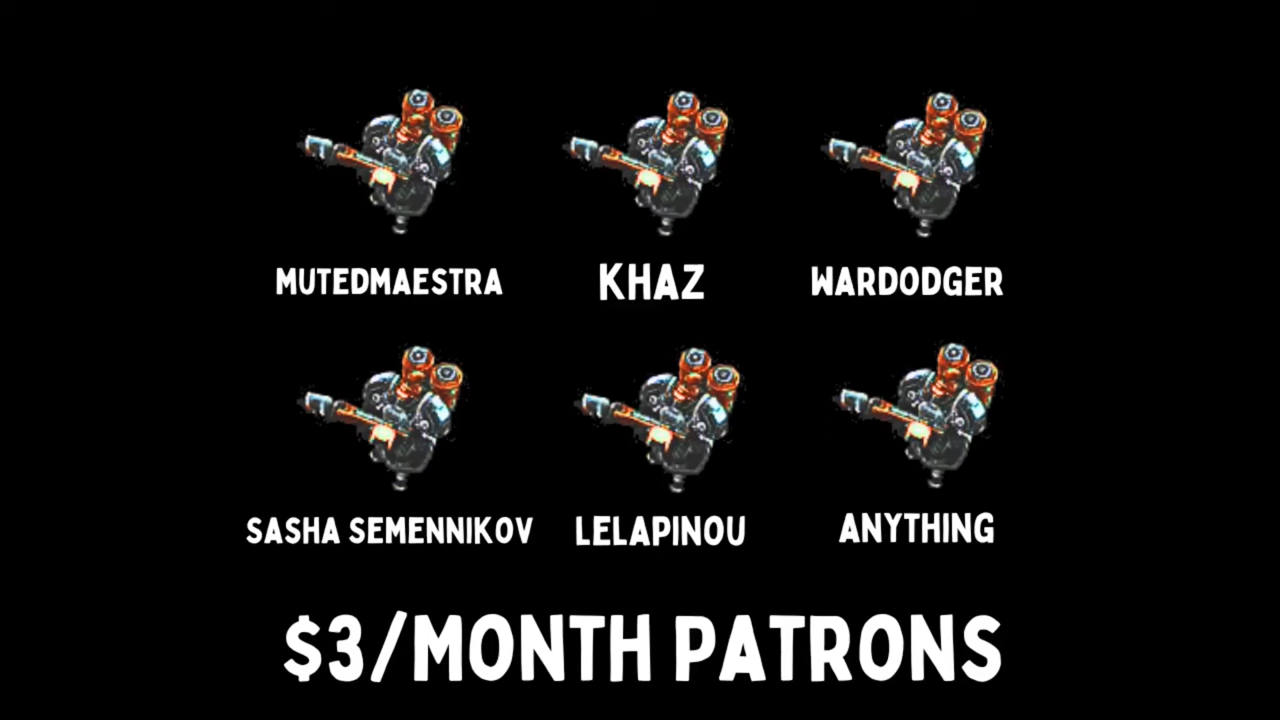 MUTEDMAESTRA
KHAZ
WARDODGER
SASHA SEMENNIKOV
LELAPINOU
ANYTHING
$3/MONTH PATRONS